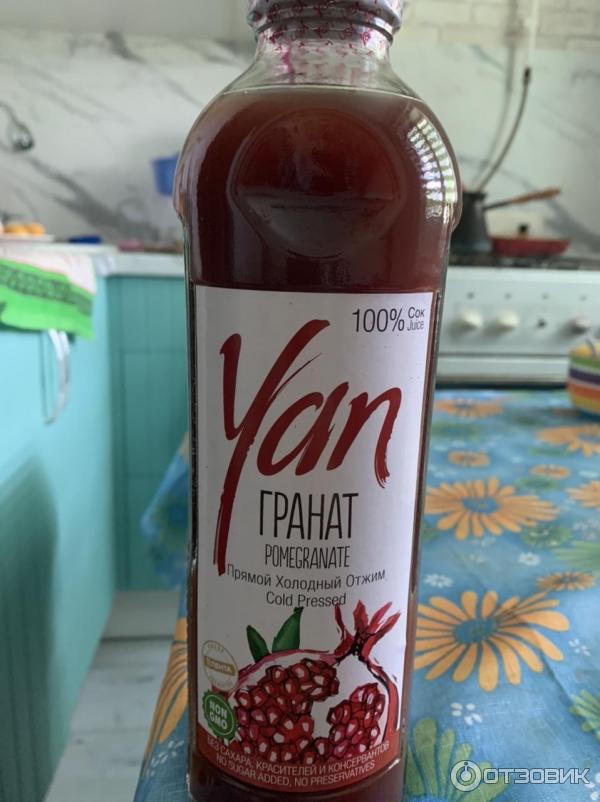 100% Сок
Juice
Yan
ГРАНАТ
POMEGRANATE
Прямой Холодный Отжим
Cold Pressed
ЛЕНТА
NON
GMO
БЕЗ САХАРА, КРАСИТЕЛЕЙ И КОНСЕРВАНТОВ
NO SUGAR ADDED, NO PRESERVATIVES
ОТЗОВИК